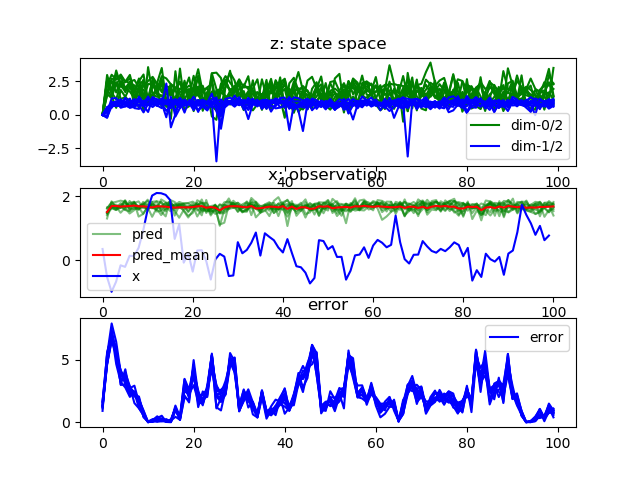 z: state space
2.5
0.0
−2.5
dim-0/2
dim-1/2
0 20 40 60 80 100
x: observation
2
0
pred
pred_mean
x
0 20 40 60 80 100
error
5
0
error
0 20 40 60 80 100